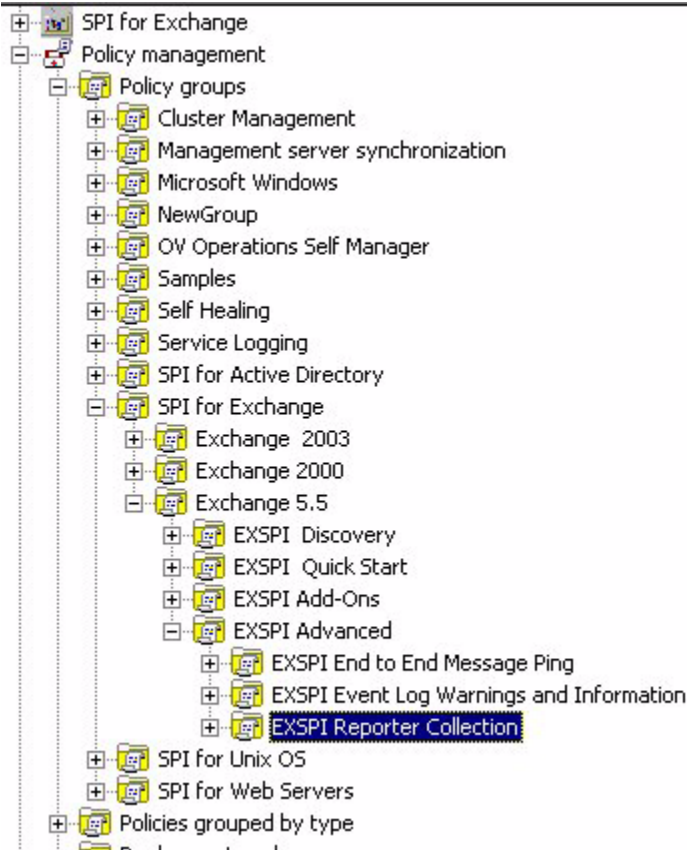 SPI for Exchange
Policy management
Policy groups
Cluster Management
Management server synchronization
Microsoft Windows
NewGroup
OV Operations Self Manager
Samples
Self Healing
Service Logging
SPI for Active Directory
SPI for Exchange
Exchange 2003
Exchange 2000
Exchange 5.5
EXSPI Discovery
EXSPI Quick Start
EXSPI Add-Ons
EXSPI Advanced
EXSPI End to End Message Ping
EXSPI Event Log Warnings and Information
EXSPI Reporter Collection
SPI for Unix OS
SPI for Web Servers
Policies grouped by type